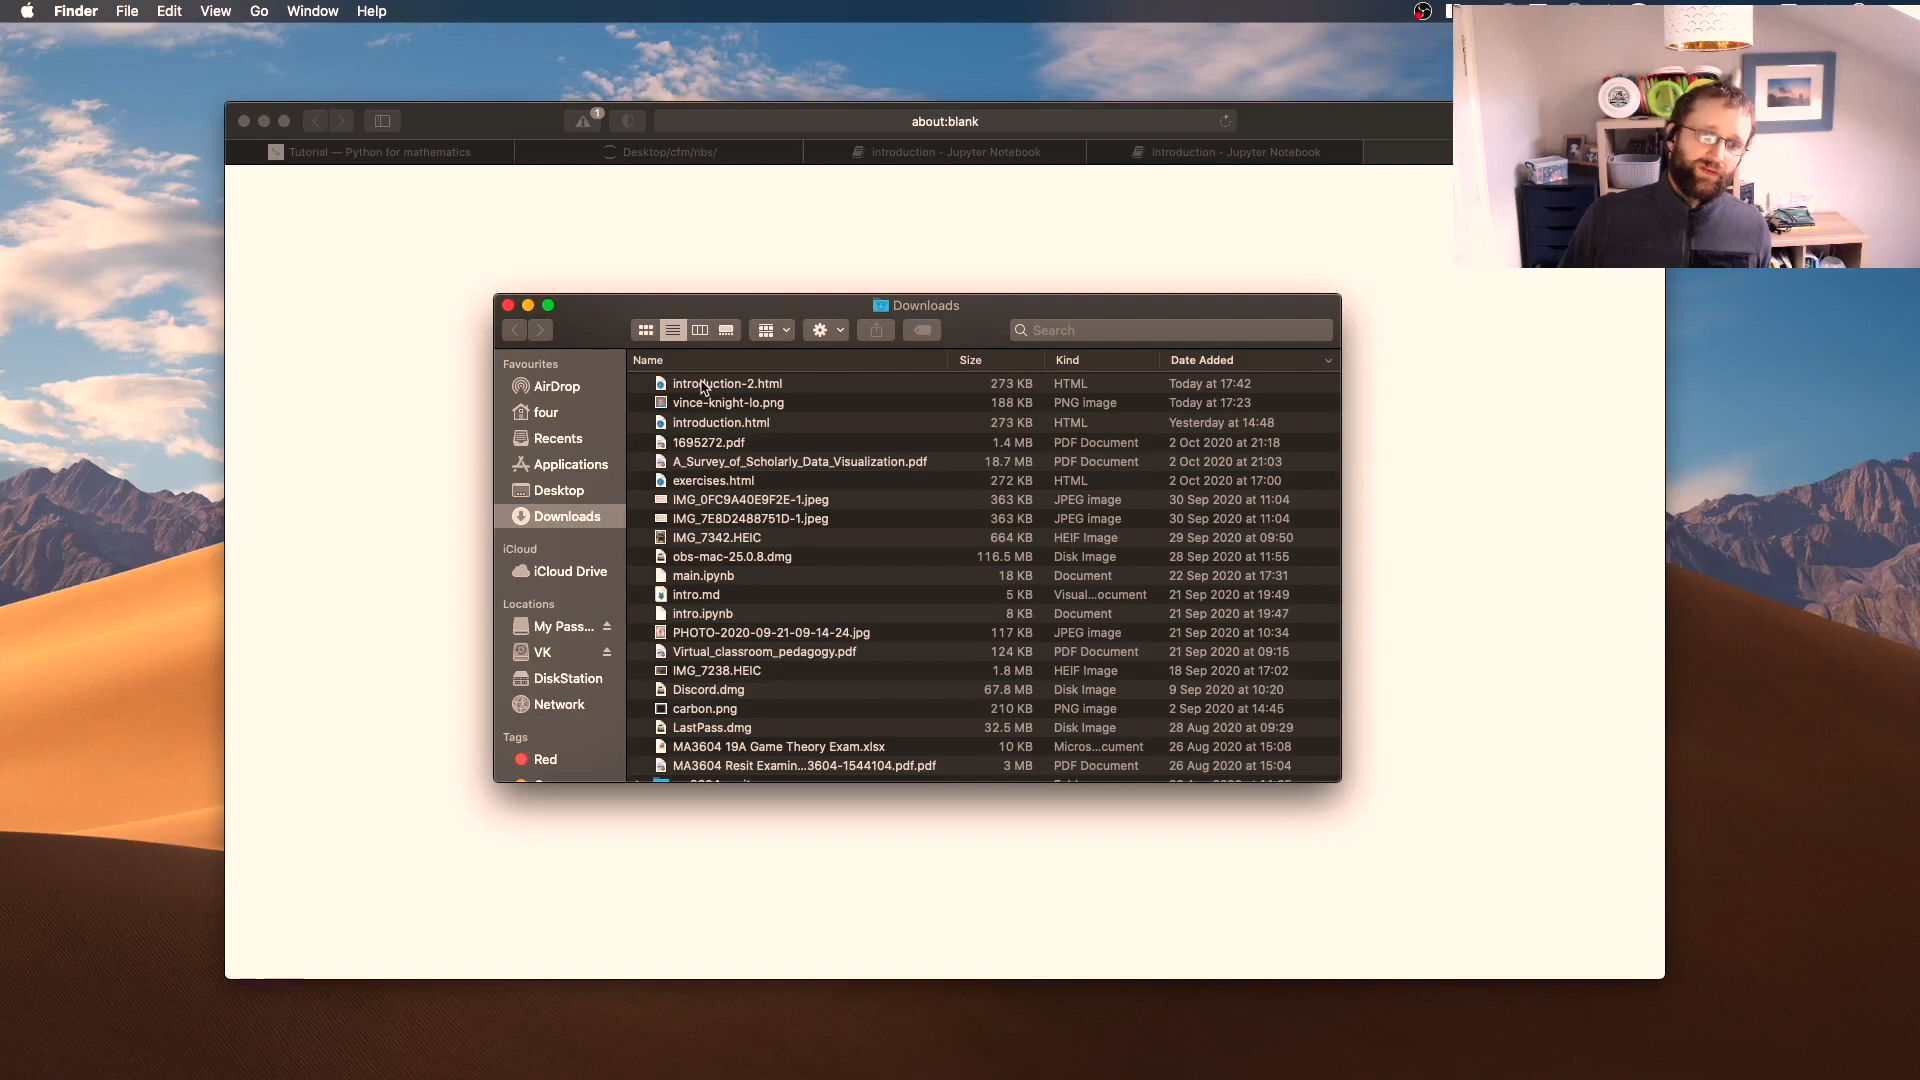 Finder File Edit View Go Window Help
1
about:blank
Tutorial — Python for mathematics
Desktop/cfm/nbs/
introduction - Jupyter Notebook
introduction - Jupyter Notebook
Downloads
Search
Favourites
AirDrop
four
Recents
Applications
Desktop
Downloads
iCloud
iCloud Drive
Locations
My Pass...
VK
DiskStation
Network
Tags
Red
Name Size Kind Date Added
introduction-2.html 273 KB HTML Today at 17:42
vince-knight-lo.png 188 KB PNG image Today at 17:23
introduction.html 273 KB HTML Yesterday at 14:48
1695272.pdf 1.4 MB PDF Document 2 Oct 2020 at 21:18
A_Survey_of_Scholarly_Data_Visualization.pdf 18.7 MB PDF Document 2 Oct 2020 at 21:03
exercises.html 272 KB HTML 2 Oct 2020 at 17:00
IMG_0FC9A40E9F2E-1.jpeg 363 KB JPEG image 30 Sep 2020 at 11:04
IMG_7E8D2488751D-1.jpeg 363 KB JPEG image 30 Sep 2020 at 11:04
IMG_7342.HEIC 664 KB HEIF Image 29 Sep 2020 at 09:50
obs-mac-25.0.8.dmg 116.5 MB Disk Image 28 Sep 2020 at 11:55
main.ipynb 18 KB Document 22 Sep 2020 at 17:31
intro.md 5 KB Visual...ocument 21 Sep 2020 at 19:49
intro.ipynb 8 KB Document 21 Sep 2020 at 19:47
PHOTO-2020-09-21-09-14-24.jpg 117 KB JPEG image 21 Sep 2020 at 10:34
Virtual_classroom_pedagogy.pdf 124 KB PDF Document 21 Sep 2020 at 09:15
IMG_7238.HEIC 1.8 MB HEIF Image 18 Sep 2020 at 17:02
Discord.dmg 67.8 MB Disk Image 9 Sep 2020 at 10:20
carbon.png 210 KB PNG image 2 Sep 2020 at 14:45
LastPass.dmg 32.5 MB Disk Image 28 Aug 2020 at 09:29
MA3604 19A Game Theory Exam.xlsx 10 KB Micros...cument 26 Aug 2020 at 15:08
MA3604 Resit Examin...3604-1544104.pdf.pdf 3 MB PDF Document 26 Aug 2020 at 15:04